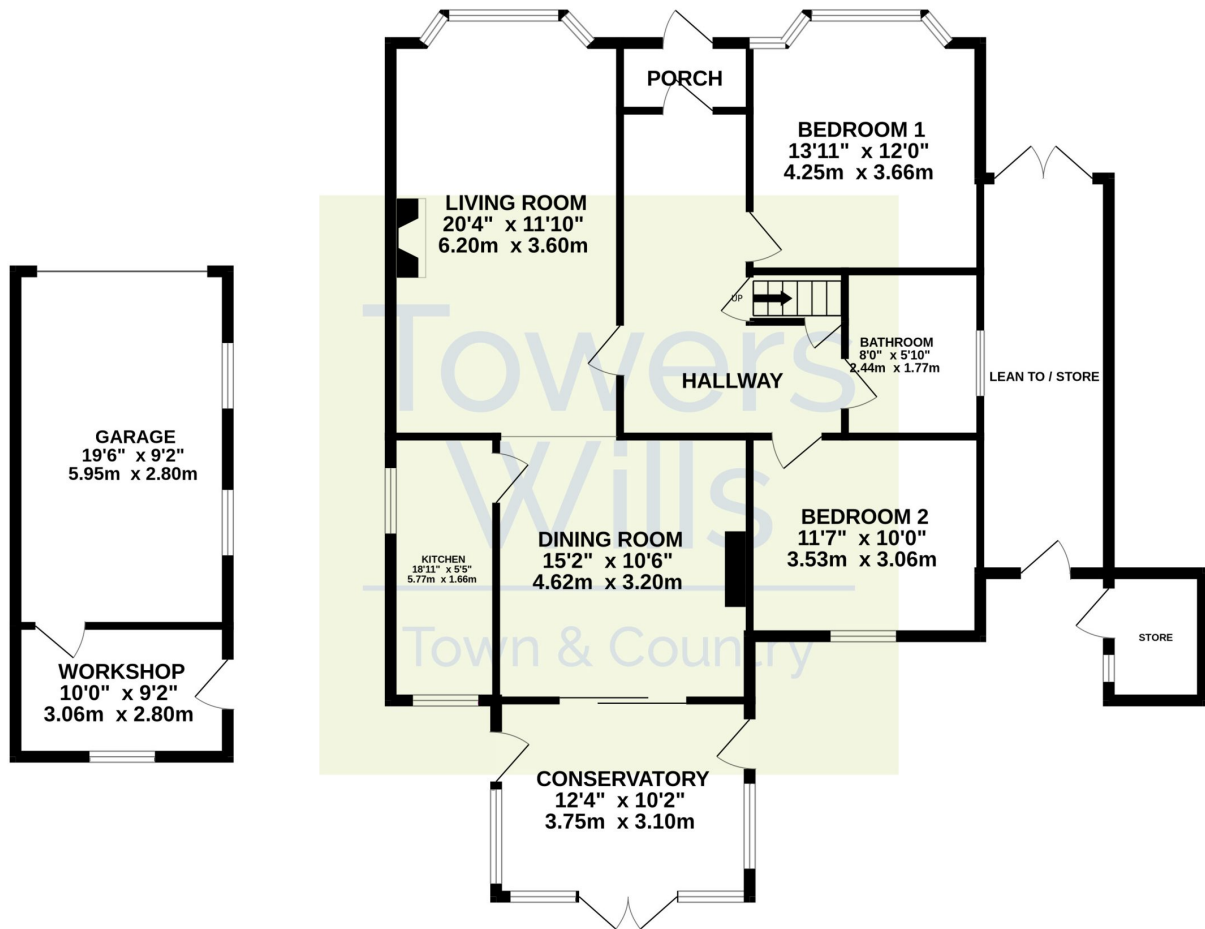 PORCH
BEDROOM 1
13'11" x 12'0"
4.25m x 3.66m
LIVING ROOM
20'4" x 11'10"
6.20m x 3.60m
UP
BATHROOM
8'0" x 5'10"
2.44m x 1.77m
LEAN TO / STORE
HALLWAY
GARAGE
19'6" x 9'2"
5.95m x 2.80m
KITCHEN
18'11" x 5'5"
5.77m x 1.66m
DINING ROOM
15'2" x 10'6"
4.62m x 3.20m
BEDROOM 2
11'7" x 10'0"
3.53m x 3.06m
STORE
WORKSHOP
10'0" x 9'2"
3.06m x 2.80m
CONSERVATORY
12'4" x 10'2"
3.75m x 3.10m
Towers
Wills
Town & Country